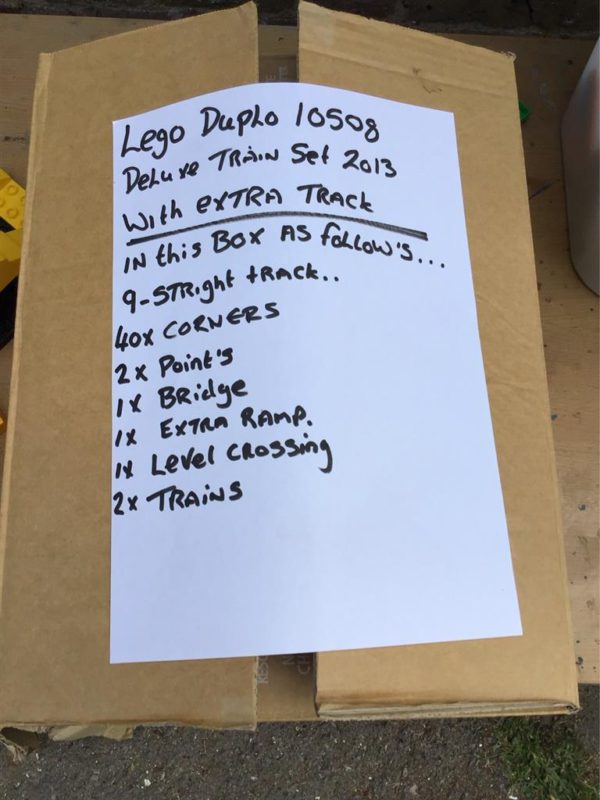 Lego Duplo 10508
Deluxe Train Set 2013
With extra Track
IN this Box AS follow's...
9-STRight track..
40x CORNERS
2x Point's
1x Bridge
1x Extra Ramp.
1x Level Crossing
2x Trains